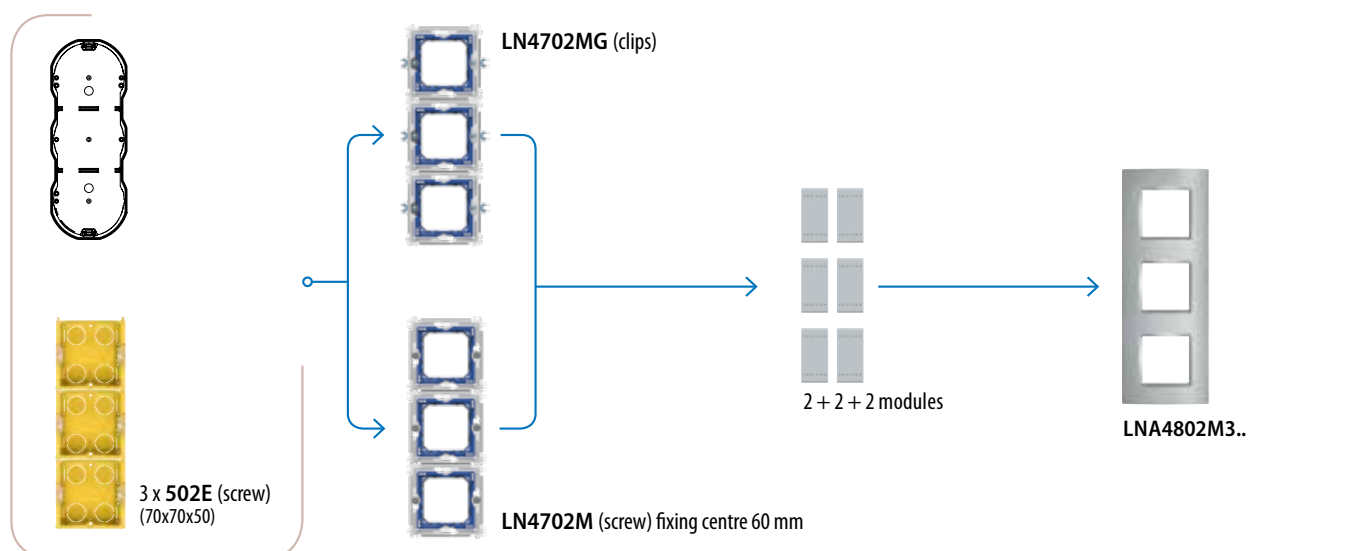 LN4702MG (clips)
3 x 502E (screw)
(70x70x50)
LN4702M (screw) fixing centre 60 mm
2 + 2 + 2 modules
LNA4802M3..